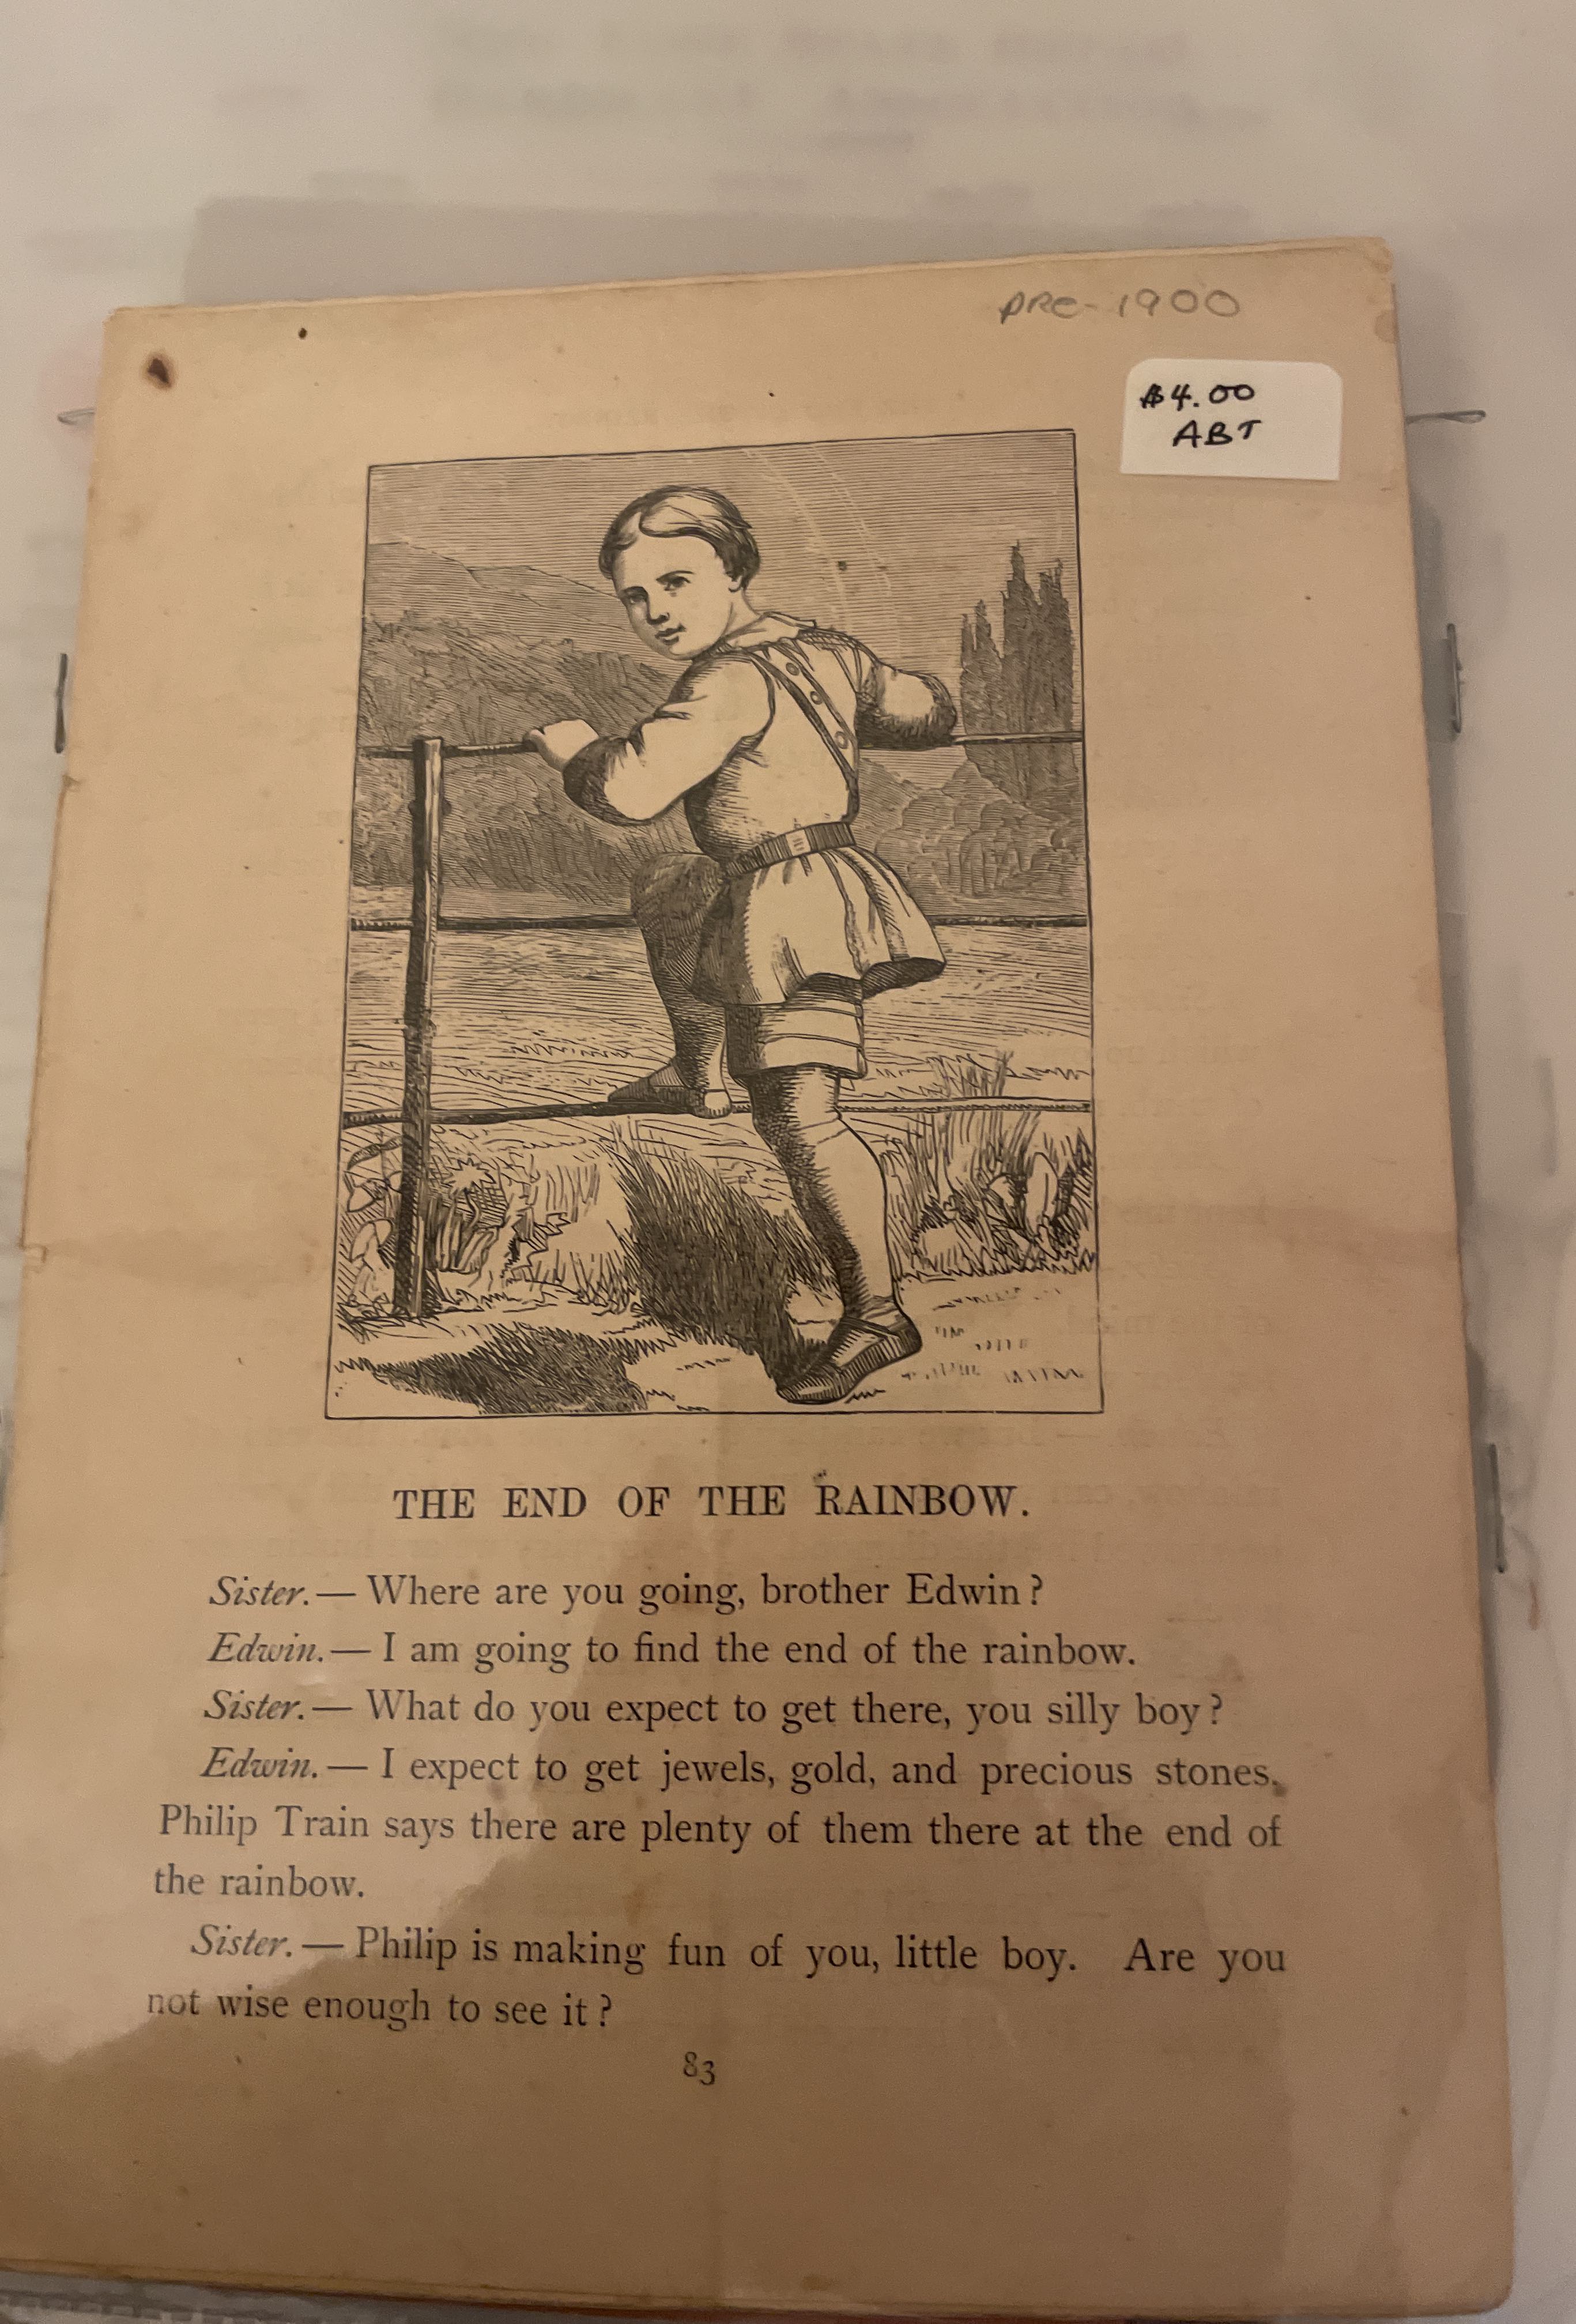 PRE-1900
$4.00
ABT
THE END OF THE RAINBOW.
Sister.— Where are you going, brother Edwin?
Edwin.— I am going to find the end of the rainbow.
Sister.— What do you expect to get there, you silly boy?
Edwin.— I expect to get jewels, gold, and precious stones.
Philip Train says there are plenty of them there at the end of
the rainbow.
Sister.— Philip is making fun of you, little boy. Are you
not wise enough to see it?
83